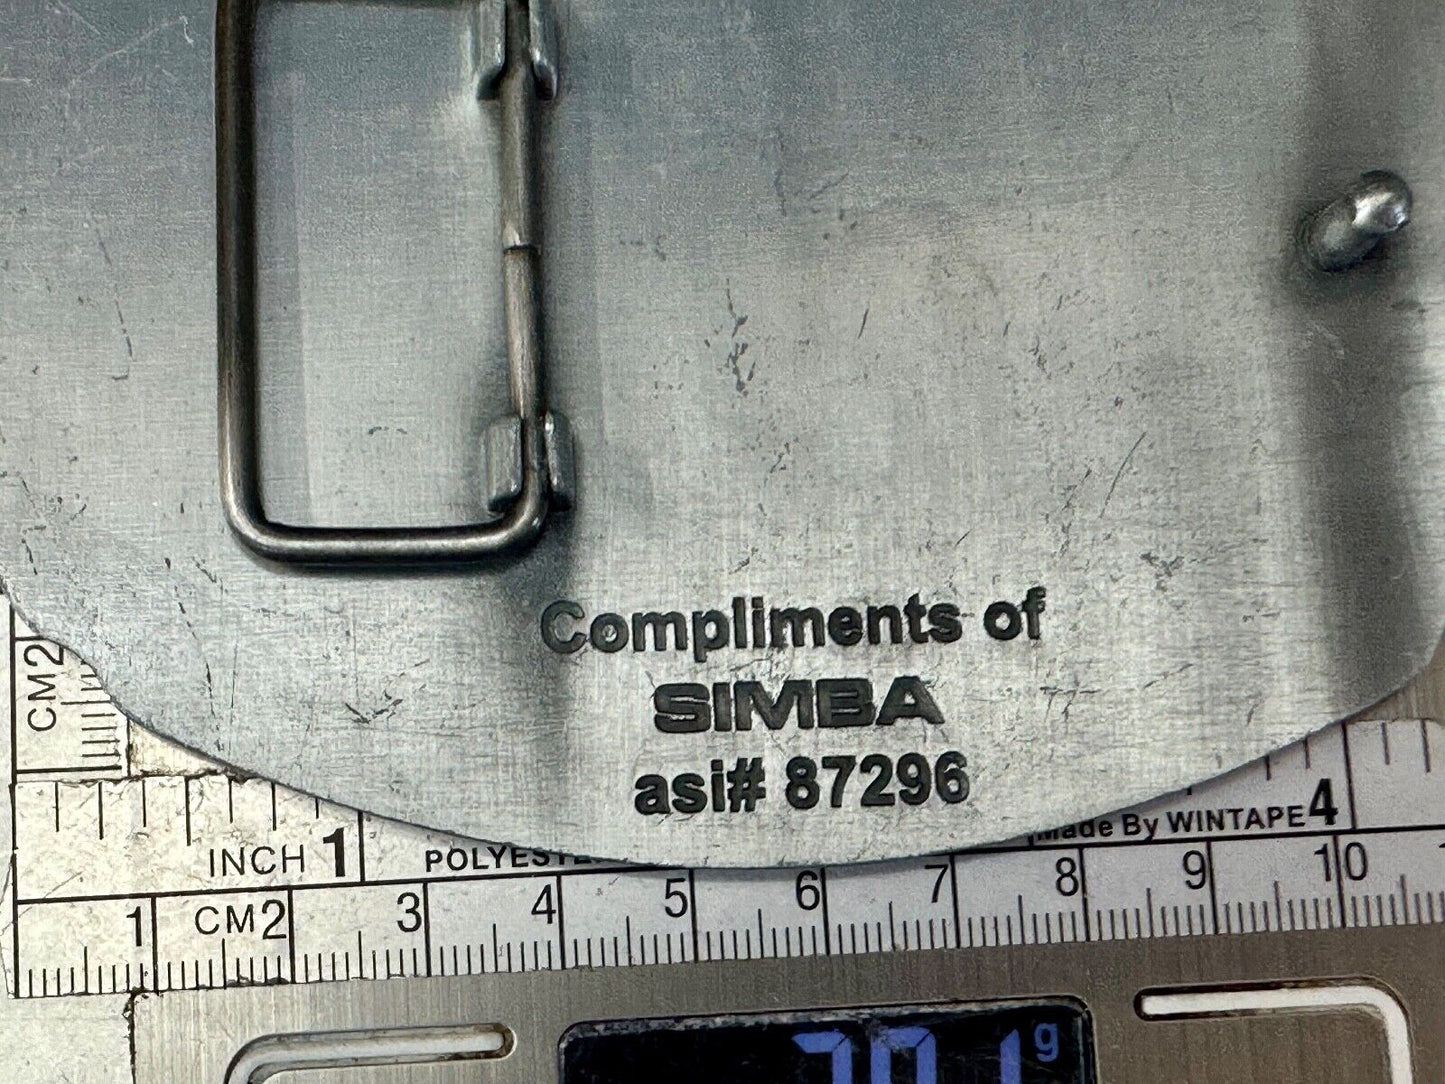 Compliments of
SIMBA
asi# 87296
CM2
INCH 1 4
Made By WINTAPE
1 CM2 3 4 5 6 7 8 9 10
g